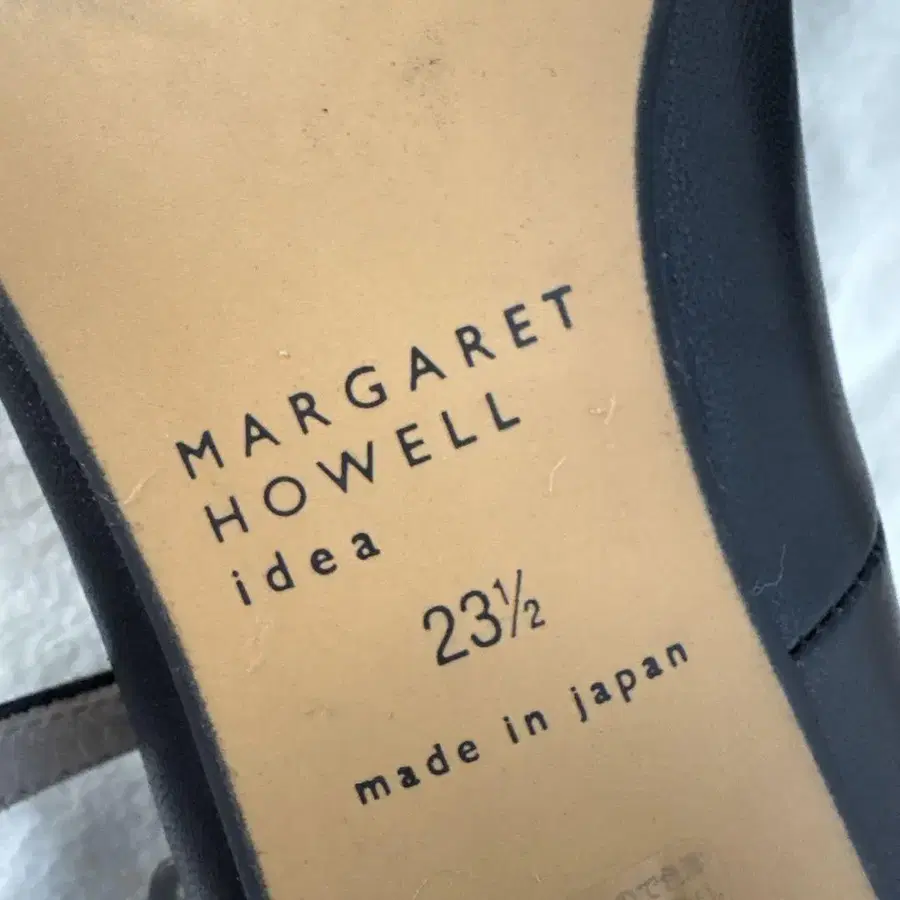 MARGARET
HOWELL
idea
23½
made in japan